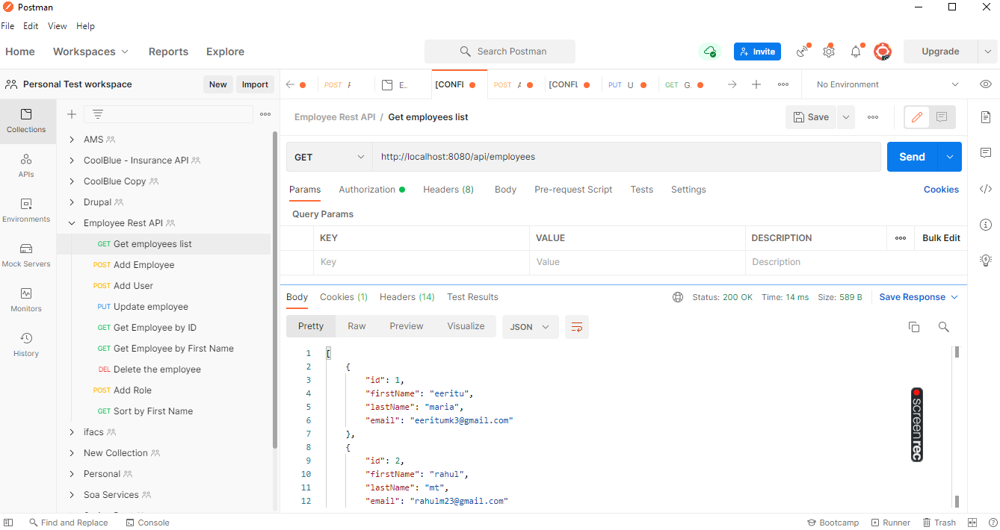 Postman
File Edit View Help
Home Workspaces Reports Explore Search Postman Invite Upgrade
Personal Test workspace New Import
POST F E.. [CONFL POST A [CONFL PUT U GET G. No Environment
Collections
APIs
Environments
Mock Servers
Monitors
History
AMS
CoolBlue - Insurance API
CoolBlue Copy
Drupal
Employee Rest API
GET Get employees list
POST Add Employee
POST Add User
PUT Update employee
GET Get Employee by ID
GET Get Employee by First Name
DEL Delete the employee
POST Add Role
GET Sort by First Name
ifacs
New Collection
Personal
Soa Services
Employee Rest API / Get employees list Save
GET http://localhost:8080/api/employees Send
Params Authorization Headers (8) Body Pre-request Script Tests Settings Cookies
Query Params
KEY VALUE DESCRIPTION Bulk Edit
Key Value Description
Body Cookies (1) Headers (14) Test Results Status: 200 OK Time: 14 ms Size: 589 B Save Response
Pretty Raw Preview Visualize JSON
1 [
2 {
3 "id": 1,
4 "firstName": "eeritu",
5 "lastName": "maria",
6 "email": "eeritumk3@gmail.com"
7 },
8 {
9 "id": 2,
10 "firstName": "rahul",
11 "lastName": "mt",
12 "email": "rahulm23@gmail.com"
screenrec
Find and Replace Console Bootcamp Runner Trash